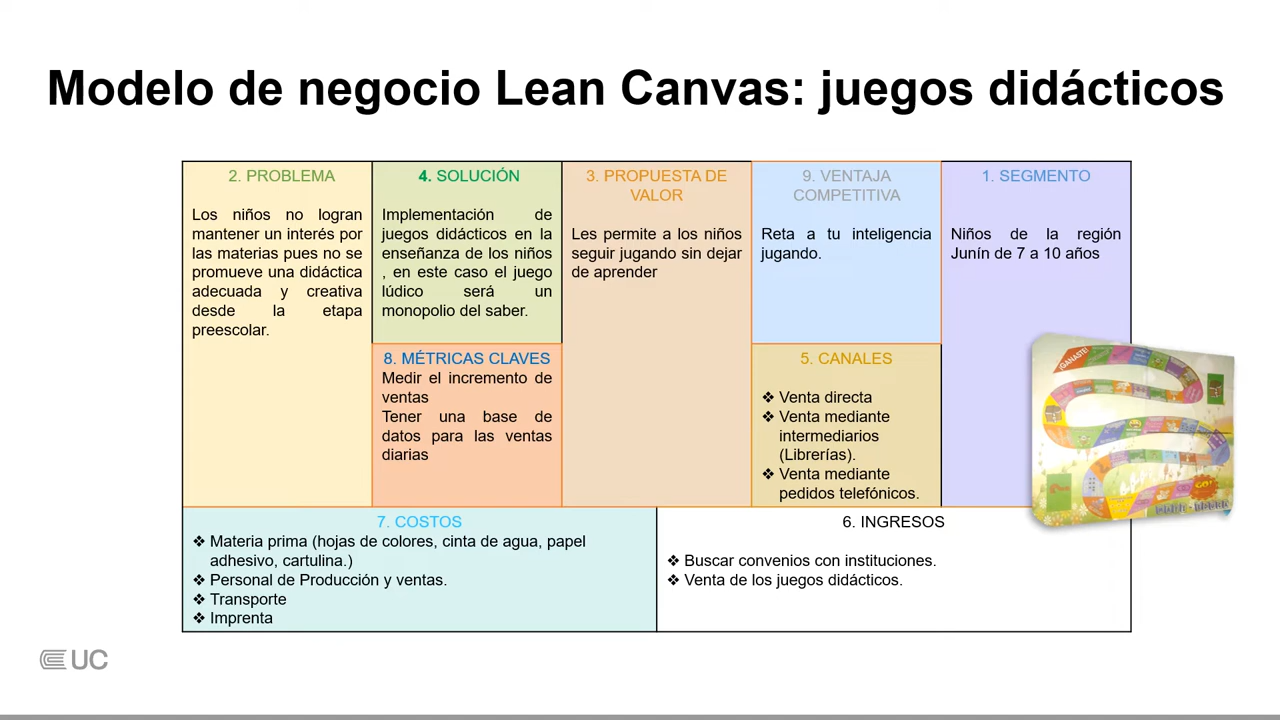 Modelo de negocio Lean Canvas: juegos didácticos
2. PROBLEMA
Los niños no logran
mantener un interés por
las materias pues no se
promueve una didáctica
adecuada y creativa
desde la etapa
preescolar.
4. SOLUCIÓN
Implementación de
juegos didácticos en la
enseñanza de los niños
, en este caso el juego
lúdico será un
monopolio del saber.
8. MÉTRICAS CLAVES
Medir el incremento de
ventas
Tener una base de
datos para las ventas
diarias
3. PROPUESTA DE
VALOR
Les permite a los niños
seguir jugando sin dejar
de aprender
9. VENTAJA
COMPETITIVA
Reta a tu inteligencia
jugando.
5. CANALES
❖ Venta directa
❖ Venta mediante
intermediarios
(Librerías).
❖ Venta mediante
pedidos telefónicos.
1. SEGMENTO
Niños de la región
Junín de 7 a 10 años
¡GANASTE!
GO!
7. COSTOS
❖ Materia prima (hojas de colores, cinta de agua, papel
adhesivo, cartulina.)
❖ Personal de Producción y ventas.
❖ Transporte
❖ Imprenta
6. INGRESOS
❖ Buscar convenios con instituciones.
❖ Venta de los juegos didácticos.
UC